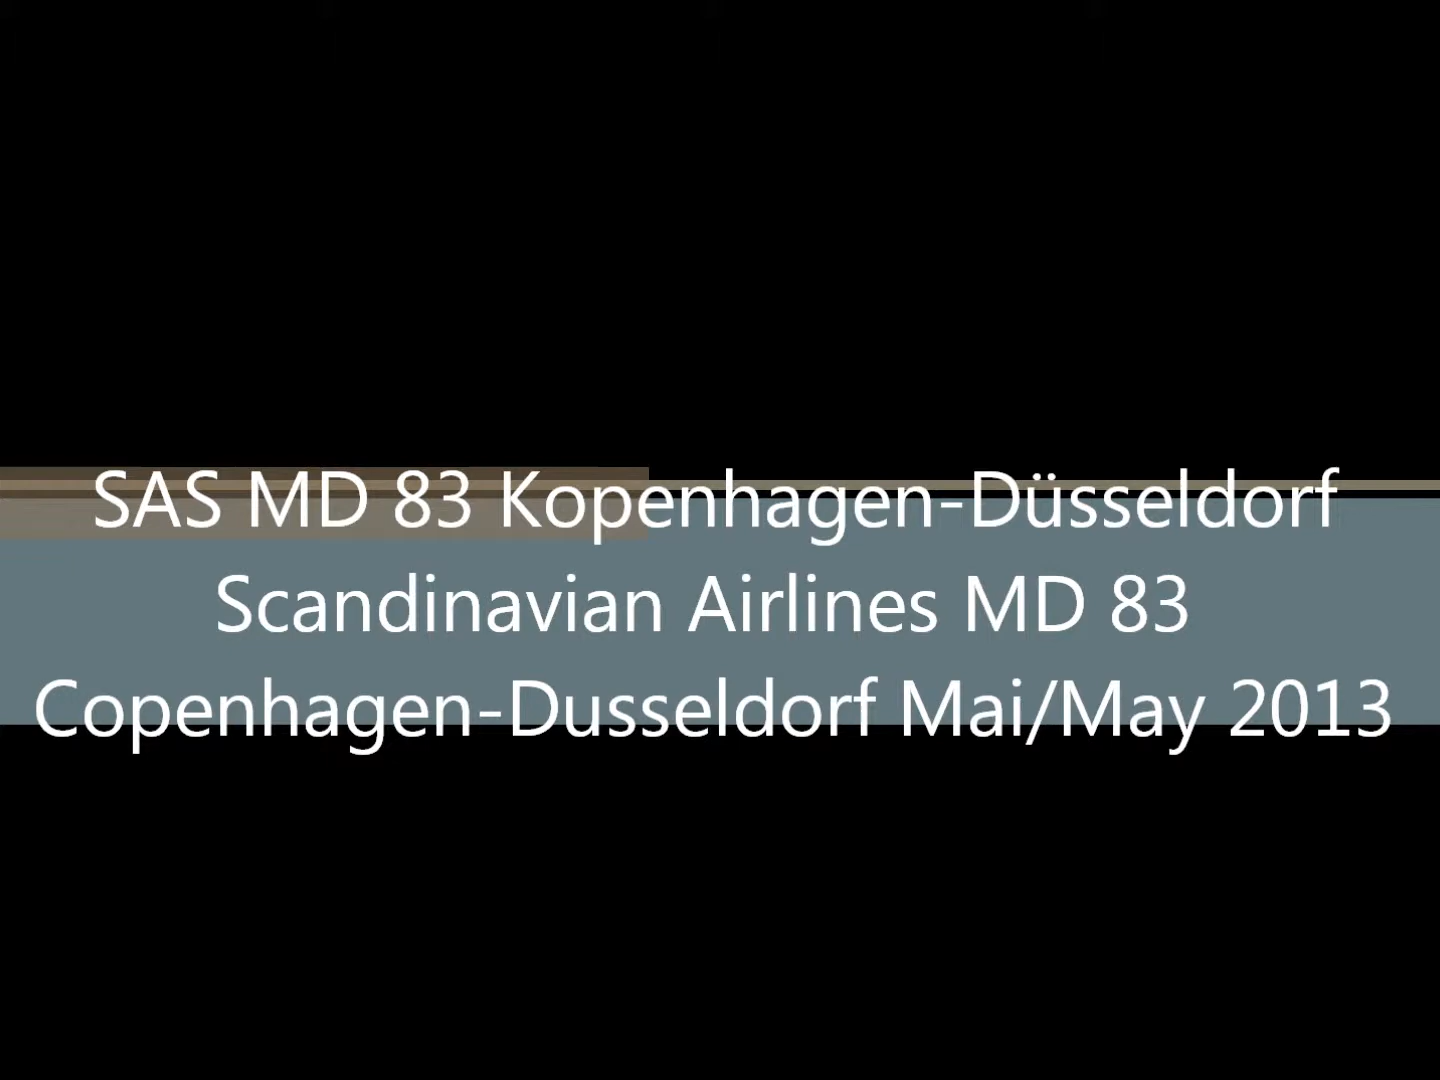 SAS MD 83 Kopenhagen-Düsseldorf
Scandinavian Airlines MD 83
Copenhagen-Dusseldorf Mai/May 2013